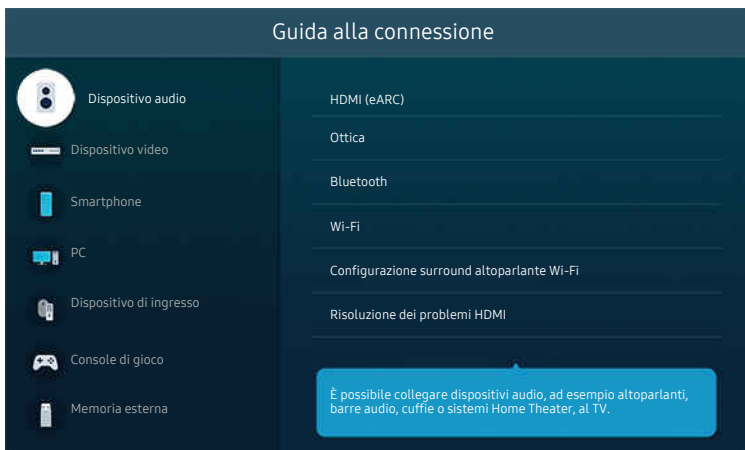 Guida alla connessione
Dispositivo audio
Dispositivo video
Smartphone
PC
Dispositivo di ingresso
Console di gioco
Memoria esterna
HDMI (eARC)
Ottica
Bluetooth
Wi-Fi
Configurazione surround altoparlante Wi-Fi
Risoluzione dei problemi HDMI
È possibile collegare dispositivi audio, ad esempio altoparlanti,
barre audio, cuffie o sistemi Home Theater, al TV.